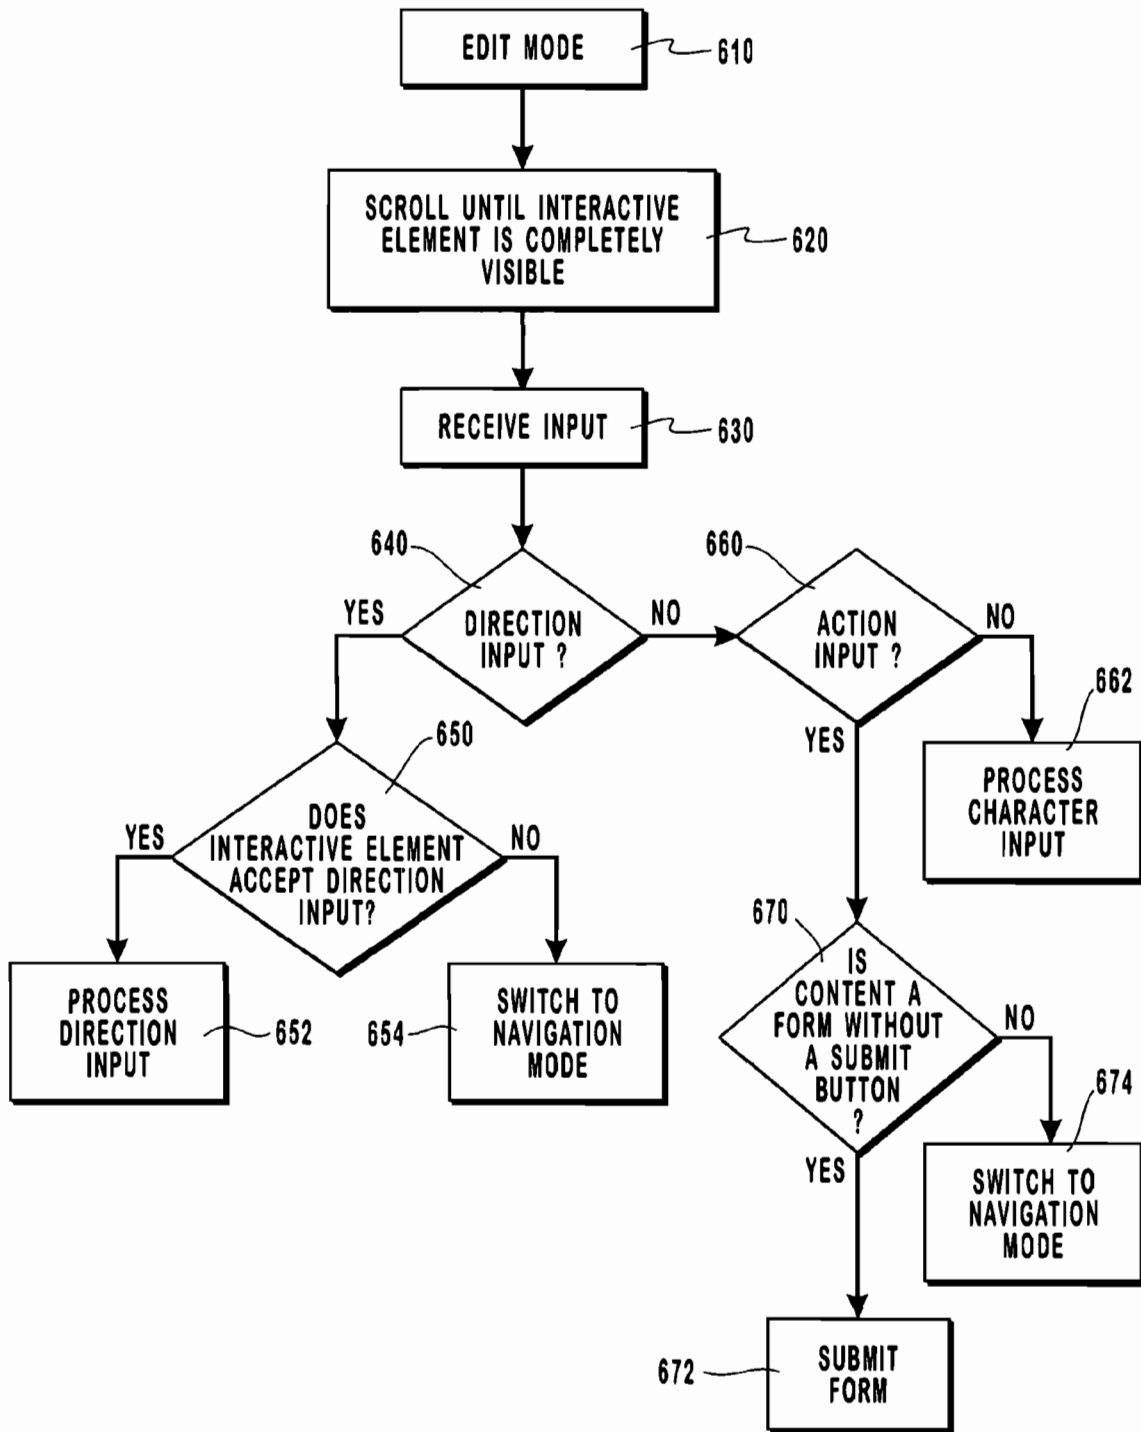 EDIT MODE
610
SCROLL UNTIL INTERACTIVE
ELEMENT IS COMPLETELY
VISIBLE
620
RECEIVE INPUT
630
640
DIRECTION
INPUT ?
YES
NO
660
ACTION
INPUT ?
NO
YES
662
PROCESS
CHARACTER
INPUT
650
DOES
INTERACTIVE ELEMENT
ACCEPT DIRECTION
INPUT?
YES
NO
PROCESS
DIRECTION
INPUT
652
654
SWITCH TO
NAVIGATION
MODE
670
IS
CONTENT A
FORM WITHOUT
A SUBMIT
BUTTON
?
NO
YES
674
SWITCH TO
NAVIGATION
MODE
672
SUBMIT
FORM